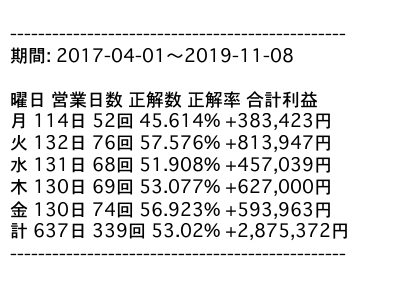 ------------------------------------------------
期間: 2017-04-01〜2019-11-08
曜日 営業日数 正解数 正解率 合計利益
月 114日 52回 45.614% +383,423円
火 132日 76回 57.576% +813,947円
水 131日 68回 51.908% +457,039円
木 130日 69回 53.077% +627,000円
金 130日 74回 56.923% +593,963円
計 637日 339回 53.02% +2,875,372円
------------------------------------------------